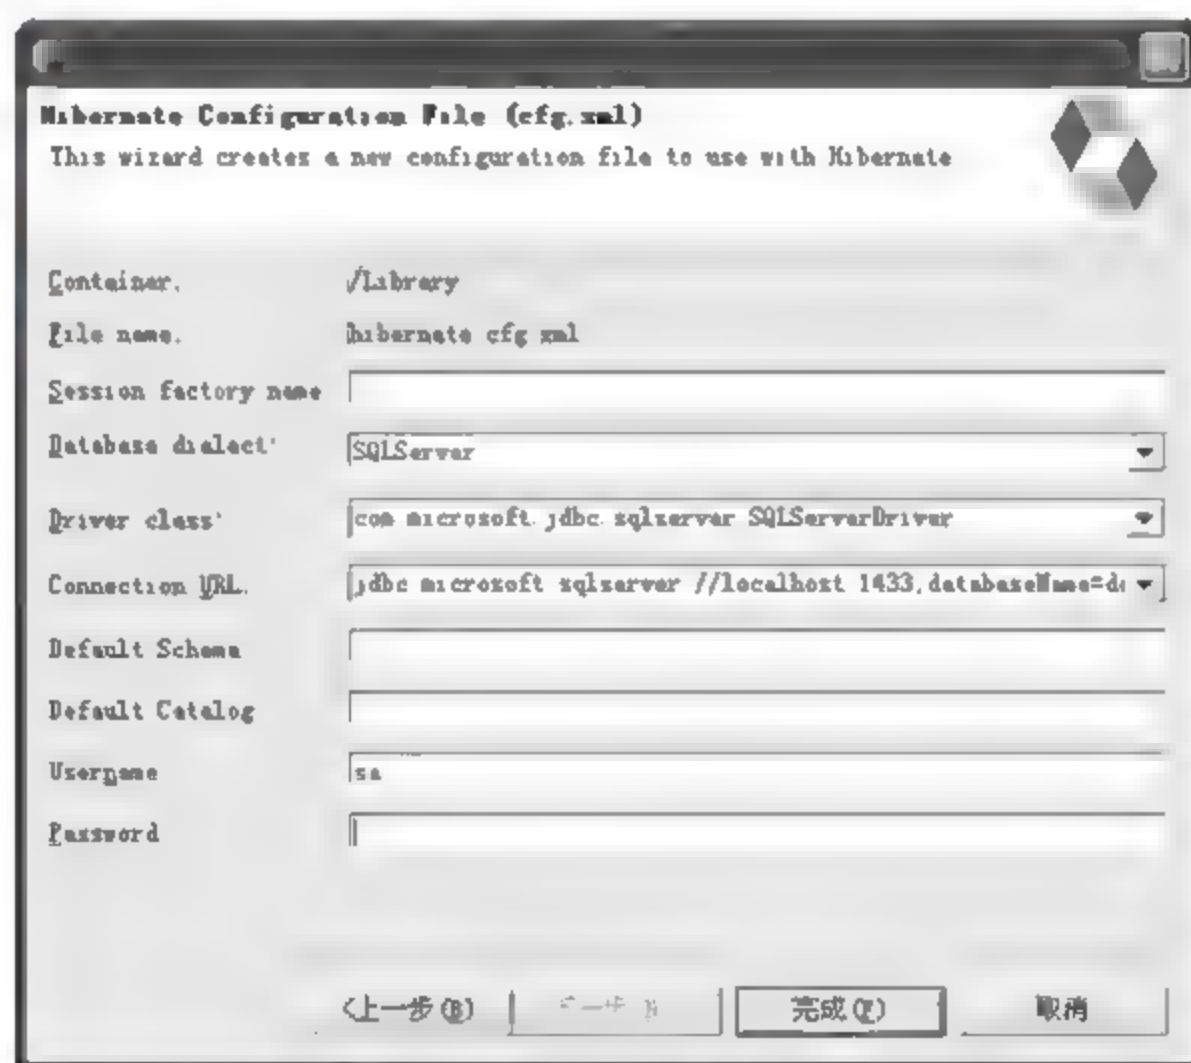 Hibernate Configuration File (cfg.xml)
This wizard creates a new configuration file to use with Hibernate
Container. /Library
File name. hibernate cfg xml
Session factory name
Database dialect: SQLServer
Driver class: com microsoft. jdbc. sqlserver SQLServerDriver
Connection URL. jdbc microsoft sqlserver //localhost 1433,databaseName=d
Default Schema
Default Catalog
Username sa
Password
<上一步(B) 完成(F) 取消